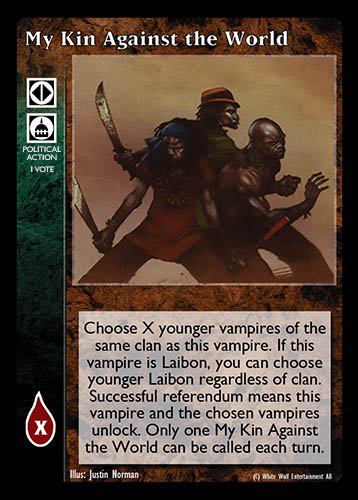 My Kin Against the World
POLITICAL
ACTION
1 VOTE
Choose X younger vampires of the
same clan as this vampire. If this
vampire is Laibon, you can choose
younger Laibon regardless of clan.
Successful referendum means this
vampire and the chosen vampires
unlock. Only one My Kin Against
the World can be called each turn.
X
Illus: Justin Norman
(C) White Wolf Entertainment AB